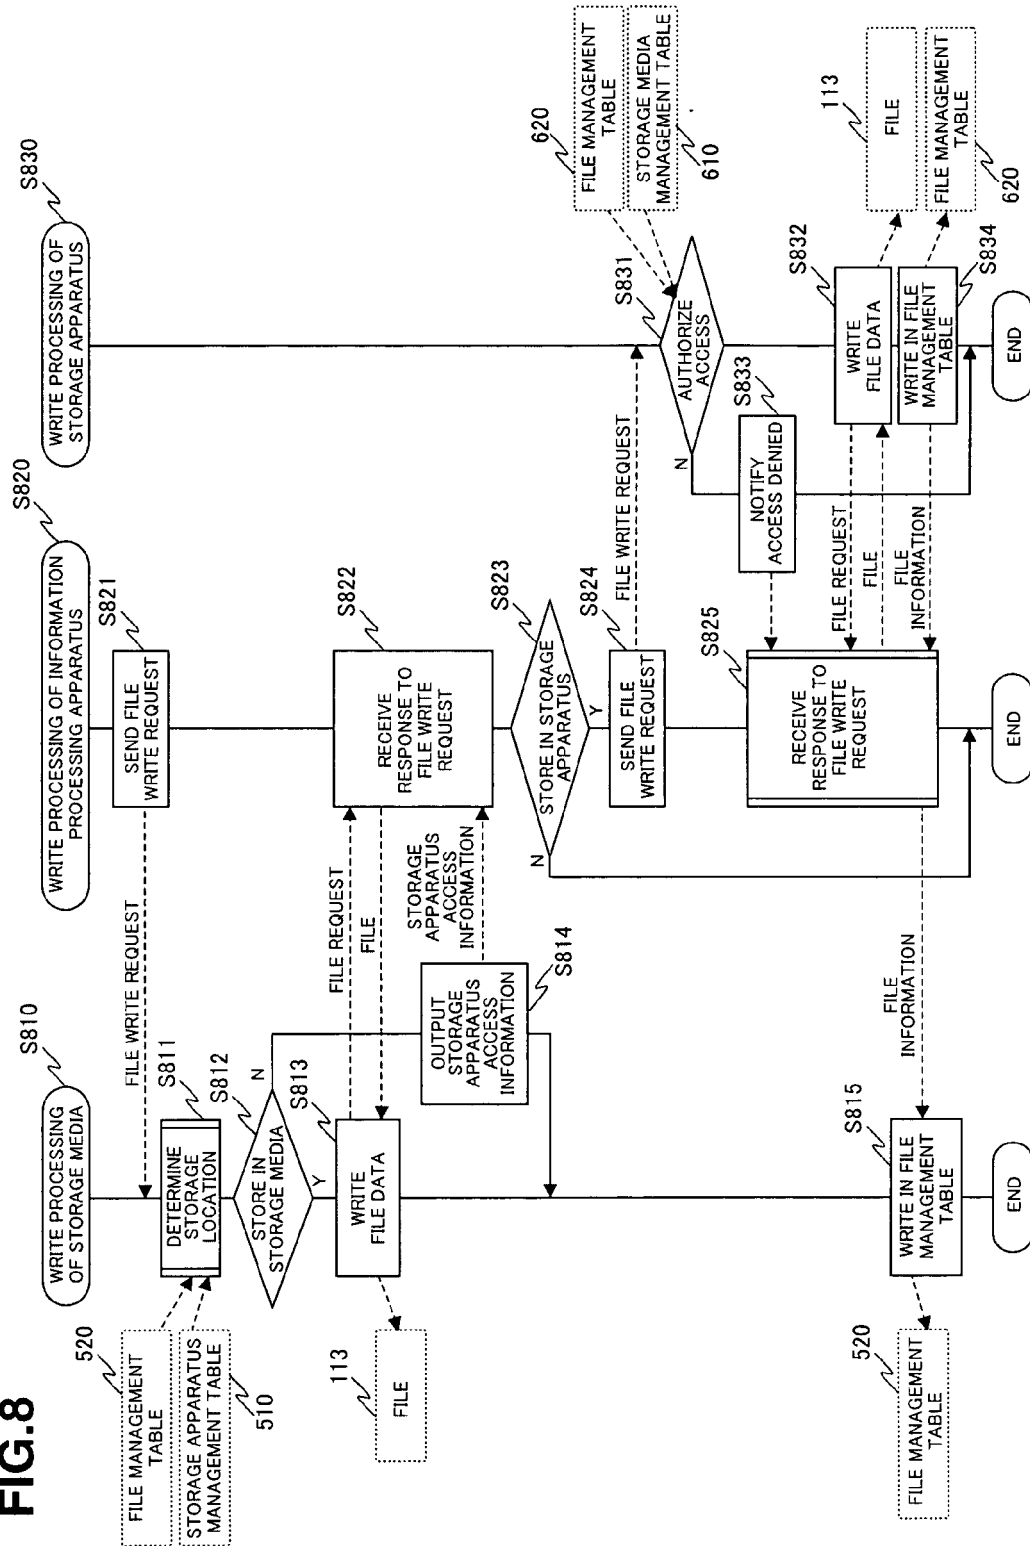 FIG.8
WRITE PROCESSING
OF STORAGE MEDIA
S810
FILE MANAGEMENT
TABLE
520
STORAGE APPARATUS
MANAGEMENT TABLE
510
DETERMINE
STORAGE
LOCATION
S811
STORE IN
STORAGE MEDIA
S812
N
Y
WRITE
FILE DATA
S813
FILE
113
OUTPUT
STORAGE
APPARATUS
ACCESS
INFORMATION
S814
WRITE IN FILE
MANAGEMENT
TABLE
S815
FILE MANAGEMENT
TABLE
520
END
FILE WRITE REQUEST
FILE REQUEST
FILE
STORAGE
APPARATUS
ACCESS
INFORMATION
FILE
INFORMATION
WRITE PROCESSING OF INFORMATION
PROCESSING APPARATUS
S820
SEND FILE
WRITE REQUEST
S821
RECEIVE
RESPONSE TO
FILE WRITE
REQUEST
S822
STORE IN STORAGE
APPARATUS
S823
N
Y
SEND FILE
WRITE REQUEST
S824
RECEIVE
RESPONSE TO
FILE WRITE
REQUEST
S825
END
FILE WRITE REQUEST
FILE REQUEST
FILE
FILE
INFORMATION
WRITE PROCESSING OF
STORAGE APPARATUS
S830
FILE MANAGEMENT
TABLE
620
STORAGE MEDIA
MANAGEMENT TABLE
610
AUTHORIZE
ACCESS
S831
N
NOTIFY
ACCESS DENIED
S833
WRITE
FILE DATA
S832
FILE
113
WRITE IN FILE
MANAGEMENT
TABLE
S834
FILE MANAGEMENT
TABLE
620
END